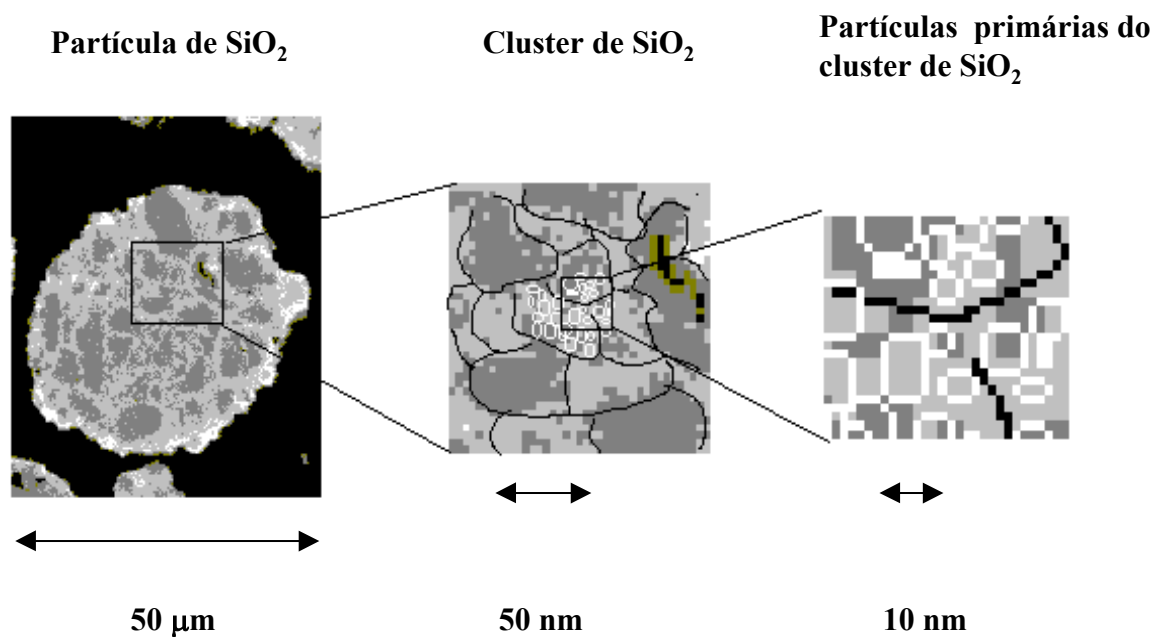 Partícula de SiO₂
Cluster de SiO₂
Partículas primárias do
cluster de SiO₂
50 μm
50 nm
10 nm